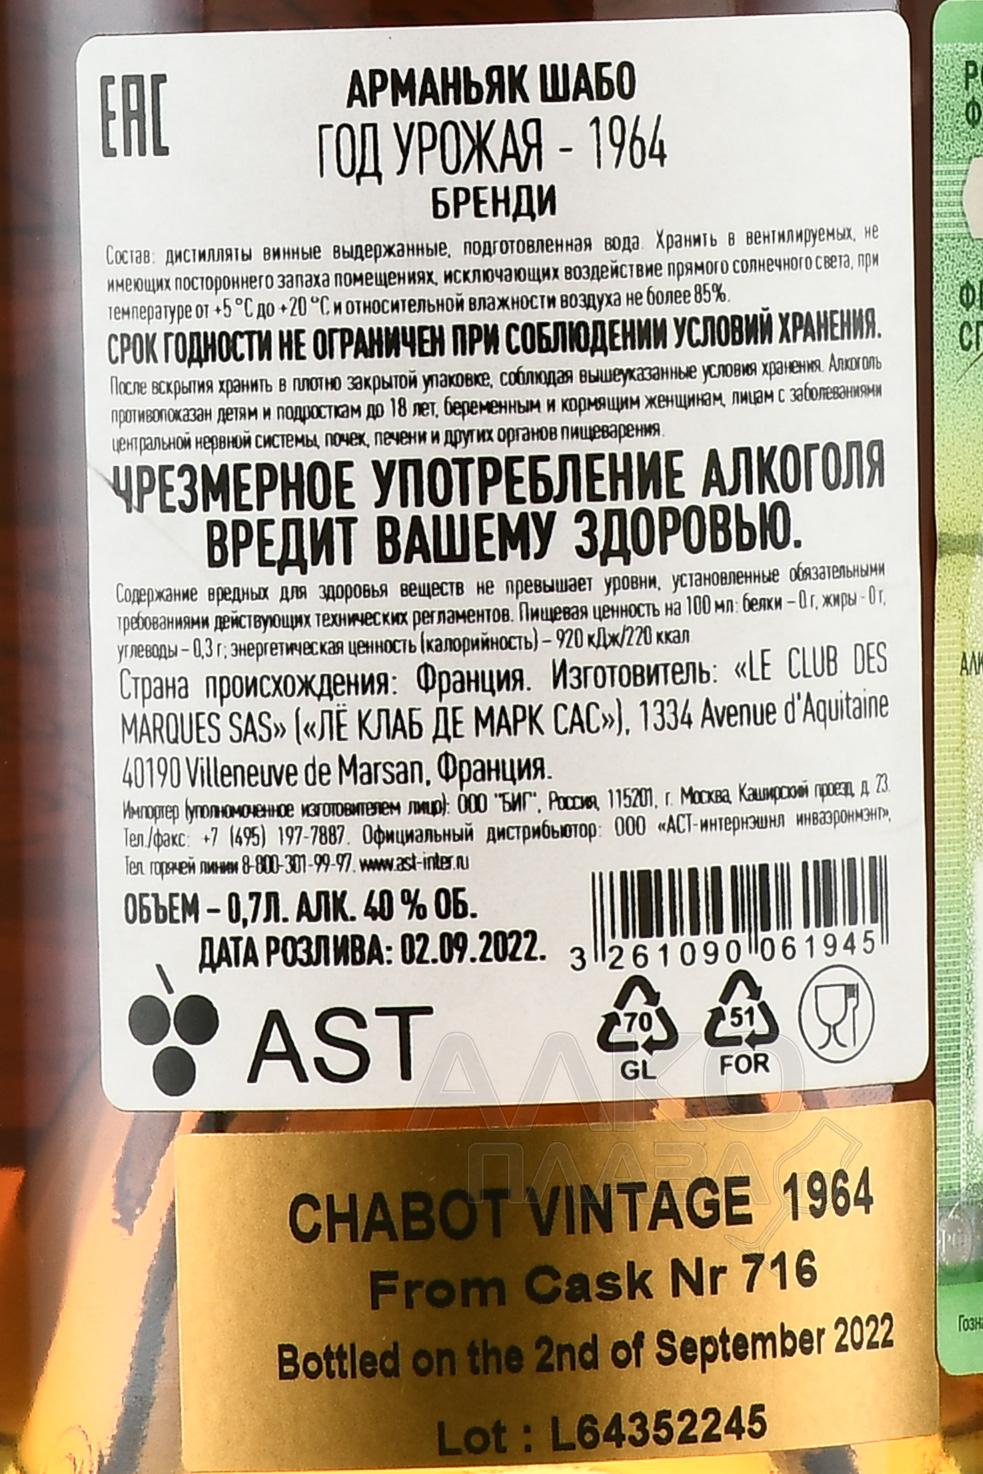 EAC
АРМАНЬЯК ШАБО
ГОД УРОЖАЯ - 1964
БРЕНДИ
Состав: дистилляты винные выдержанные, подготовленная вода. Хранить в вентилируемых, не
имеющих постороннего запаха помещениях, исключающих воздействие прямого солнечного света, при
температуре от +5 °С до +20 °С и относительной влажности воздуха не более 85%.
СРОК ГОДНОСТИ НЕ ОГРАНИЧЕН ПРИ СОБЛЮДЕНИИ УСЛОВИЙ ХРАНЕНИЯ.
После вскрытия хранить в плотно закрытой упаковке, соблюдая вышеуказанные условия хранения. Алкоголь
противопоказан детям и подросткам до 18 лет, беременным и кормящим женщинам, лицам с заболеваниями
центральной нервной системы, почек, печени и других органов пищеварения.
ЧРЕЗМЕРНОЕ УПОТРЕБЛЕНИЕ АЛКОГОЛЯ
ВРЕДИТ ВАШЕМУ ЗДОРОВЬЮ.
Содержание вредных для здоровья веществ не превышает уровни, установленные обязательными
требованиями действующих технических регламентов. Пищевая ценность на 100 мл: белки – 0 г, жиры - 0 г,
углеводы – 0,3 г; энергетическая ценность (калорийность) – 920 кДж/220 ккал
Страна происхождения: Франция. Изготовитель: «LE CLUB DES
MARQUES SAS» («ЛЁ КЛАБ ДЕ МАРК САС»), 1334 Avenue d'Aquitaine
40190 Villeneuve de Marsan, Франция.
Импортер (уполномоченное изготовителем лицо): ООО "БИГ", Россия, 115201, г. Москва, Каширский проезд, д. 23.
Тел./факс: +7 (495) 197-7887. Официальный дистрибьютор: ООО «АСТ-интернэшнл инваэронмэнт»,
Тел. горячей линии 8-800-301-99-97. www.ast-inter.ru
ОБЪЕМ – 0,7Л. АЛК. 40 % ОБ.
ДАТА РОЗЛИВА: 02.09.2022.
3 261090 061945
AST
70
GL
51
FOR
АЛКО
ПЛАЗА
CHABOT VINTAGE 1964
From Cask Nr 716
Bottled on the 2nd of September 2022
Lot : L64352245